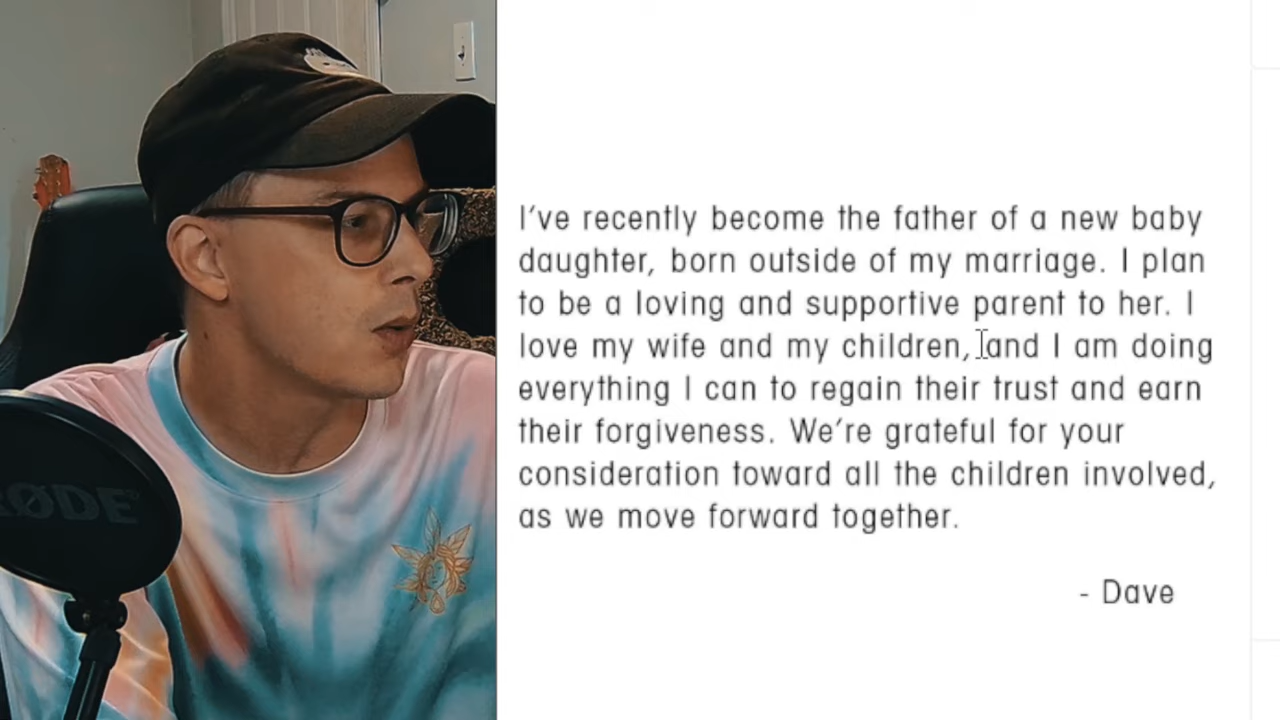 I've recently become the father of a new baby
daughter, born outside of my marriage. I plan
to be a loving and supportive parent to her. I
love my wife and my children, and I am doing
everything I can to regain their trust and earn
their forgiveness. We're grateful for your
consideration toward all the children involved,
as we move forward together.
- Dave
RØDE